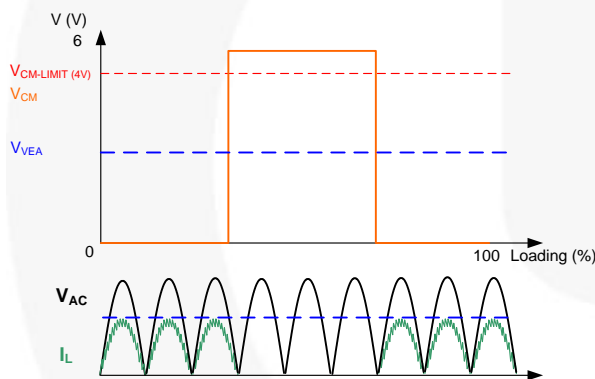 V (V)
6
VCM-LIMIT (4V)
VCM
VVEA
0
100 Loading (%)
VAC
IL